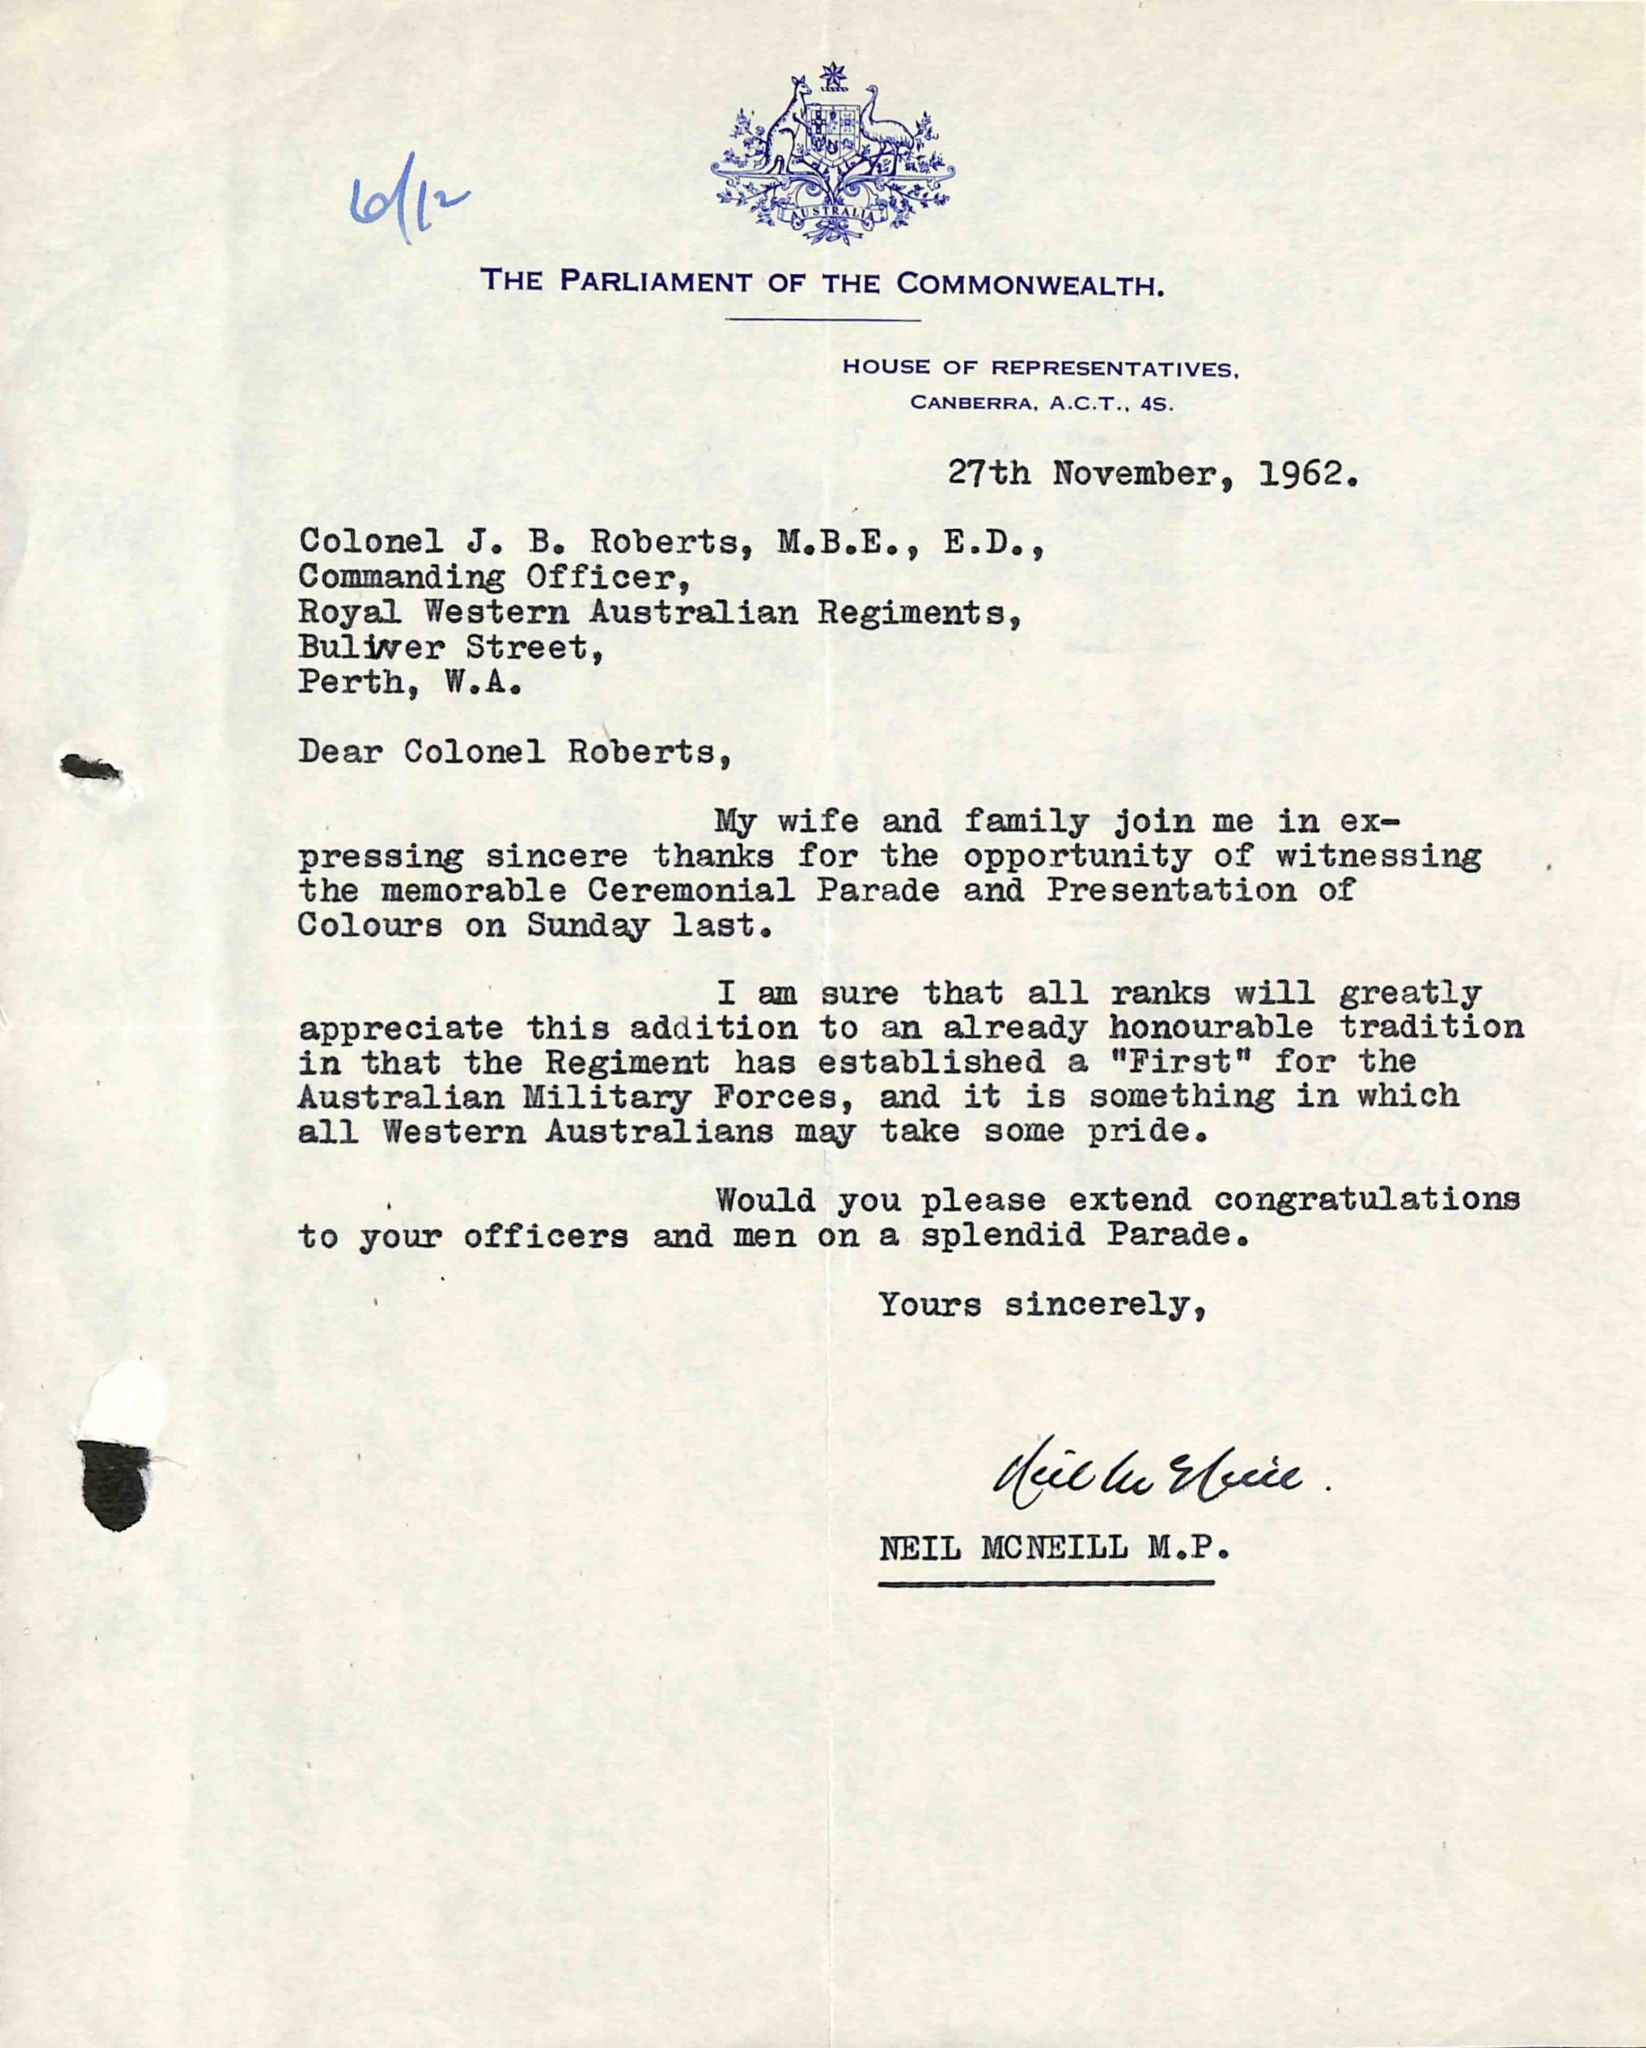 6/12
AUSTRALIA
THE PARLIAMENT OF THE COMMONWEALTH.
HOUSE OF REPRESENTATIVES,
CANBERRA, A.C.T., 4S.
27th November, 1962.
Colonel J. B. Roberts, M.B.E., E.D.,
Commanding Officer,
Royal Western Australian Regiments,
Bulwer Street,
Perth, W.A.
Dear Colonel Roberts,
My wife and family join me in ex-
pressing sincere thanks for the opportunity of witnessing
the memorable Ceremonial Parade and Presentation of
Colours on Sunday last.
I am sure that all ranks will greatly
appreciate this addition to an already honourable tradition
in that the Regiment has established a "First" for the
Australian Military Forces, and it is something in which
all Western Australians may take some pride.
Would you please extend congratulations
to your officers and men on a splendid Parade.
Yours sincerely,
Neil McNeill.
NEIL MCNEILL M.P.